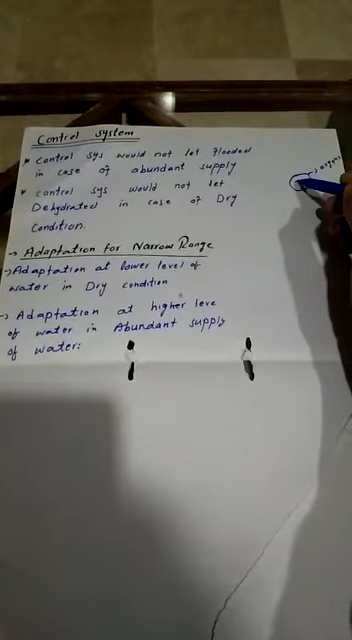 Control System
* Control sys would not let flooded
in case of abundant supply
* Control sys would not let
Dehydrated in case of Dry
Condition.
→ Adaptation for Narrow Range
→ Adaptation at lower level of
water in Dry condition
→ Adaptation at higher leve
of water in Abundant supply
of water: